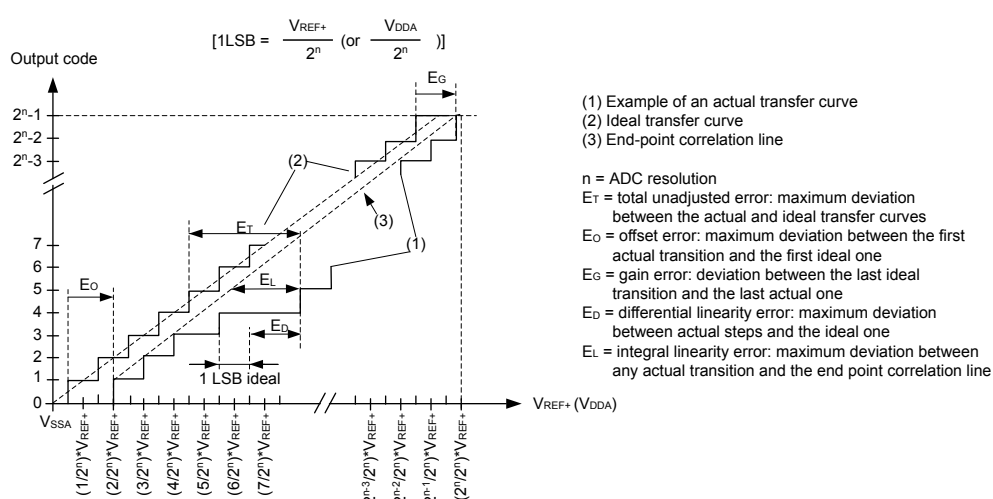 [1LSB = VREF+ / 2ⁿ (or VDDA / 2ⁿ )]
Output code
EG
2ⁿ-1
2ⁿ-2
2ⁿ-3
(2)
(3)
7
6
5
4
3
2
1
0
ET
(1)
EO
EL
ED
1 LSB ideal
VSSA
VREF+ (VDDA)
(1/2ⁿ)*VREF+
(2/2ⁿ)*VREF+
(3/2ⁿ)*VREF+
(4/2ⁿ)*VREF+
(5/2ⁿ)*VREF+
(6/2ⁿ)*VREF+
(7/2ⁿ)*VREF+
ⁿ⁻³/2ⁿ)*VREF+
ⁿ⁻²/2ⁿ)*VREF+
ⁿ⁻¹/2ⁿ)*VREF+
(2ⁿ/2ⁿ)*VREF+
(1) Example of an actual transfer curve
(2) Ideal transfer curve
(3) End-point correlation line
n = ADC resolution
ET = total unadjusted error: maximum deviation
between the actual and ideal transfer curves
EO = offset error: maximum deviation between the first
actual transition and the first ideal one
EG = gain error: deviation between the last ideal
transition and the last actual one
ED = differential linearity error: maximum deviation
between actual steps and the ideal one
EL = integral linearity error: maximum deviation between
any actual transition and the end point correlation line